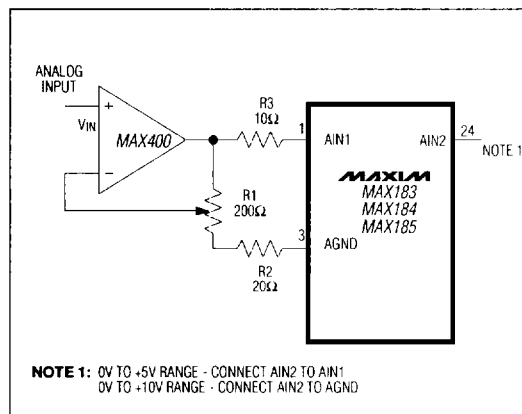 ANALOG
INPUT
VIN
+
−
MAX400
R3
10Ω
R1
200Ω
R2
20Ω
1
AIN1
AIN2
24
NOTE 1
MAXIM
MAX183
MAX184
MAX185
3
AGND
NOTE 1: 0V TO +5V RANGE - CONNECT AIN2 TO AIN1
0V TO +10V RANGE - CONNECT AIN2 TO AGND